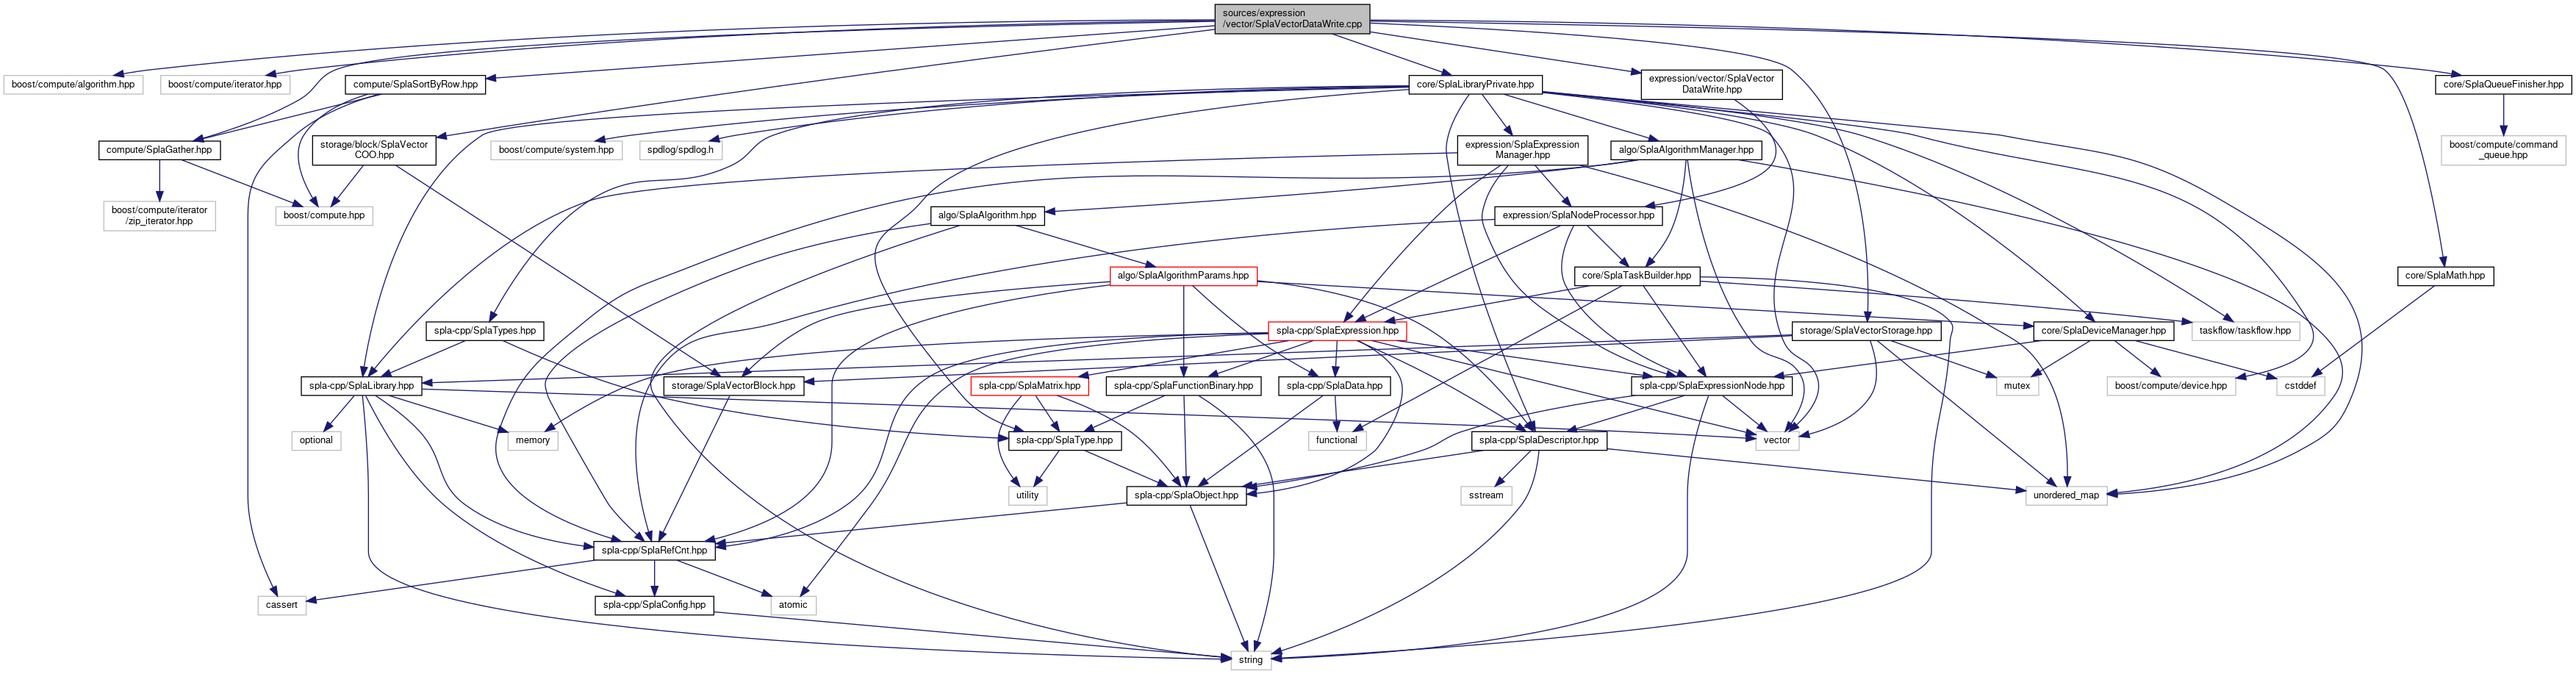 sources/expression
/vector/SplaVectorDataWrite.cpp
boost/compute/algorithm.hpp
boost/compute/iterator.hpp
compute/SplaSortByRow.hpp
core/SplaLibraryPrivate.hpp
expression/vector/SplaVector
DataWrite.hpp
core/SplaQueueFinisher.hpp
compute/SplaGather.hpp
storage/block/SplaVector
COO.hpp
boost/compute/system.hpp
spdlog/spdlog.h
expression/SplaExpression
Manager.hpp
algo/SplaAlgorithmManager.hpp
boost/compute/command
_queue.hpp
boost/compute/iterator
/zip_iterator.hpp
boost/compute.hpp
algo/SplaAlgorithm.hpp
expression/SplaNodeProcessor.hpp
algo/SplaAlgorithmParams.hpp
core/SplaTaskBuilder.hpp
core/SplaMath.hpp
spla-cpp/SplaTypes.hpp
spla-cpp/SplaExpression.hpp
storage/SplaVectorStorage.hpp
core/SplaDeviceManager.hpp
taskflow/taskflow.hpp
spla-cpp/SplaLibrary.hpp
storage/SplaVectorBlock.hpp
spla-cpp/SplaMatrix.hpp
spla-cpp/SplaFunctionBinary.hpp
spla-cpp/SplaData.hpp
spla-cpp/SplaExpressionNode.hpp
mutex
boost/compute/device.hpp
cstddef
optional
memory
spla-cpp/SplaType.hpp
functional
spla-cpp/SplaDescriptor.hpp
vector
utility
spla-cpp/SplaObject.hpp
sstream
unordered_map
spla-cpp/SplaRefCnt.hpp
cassert
spla-cpp/SplaConfig.hpp
atomic
string